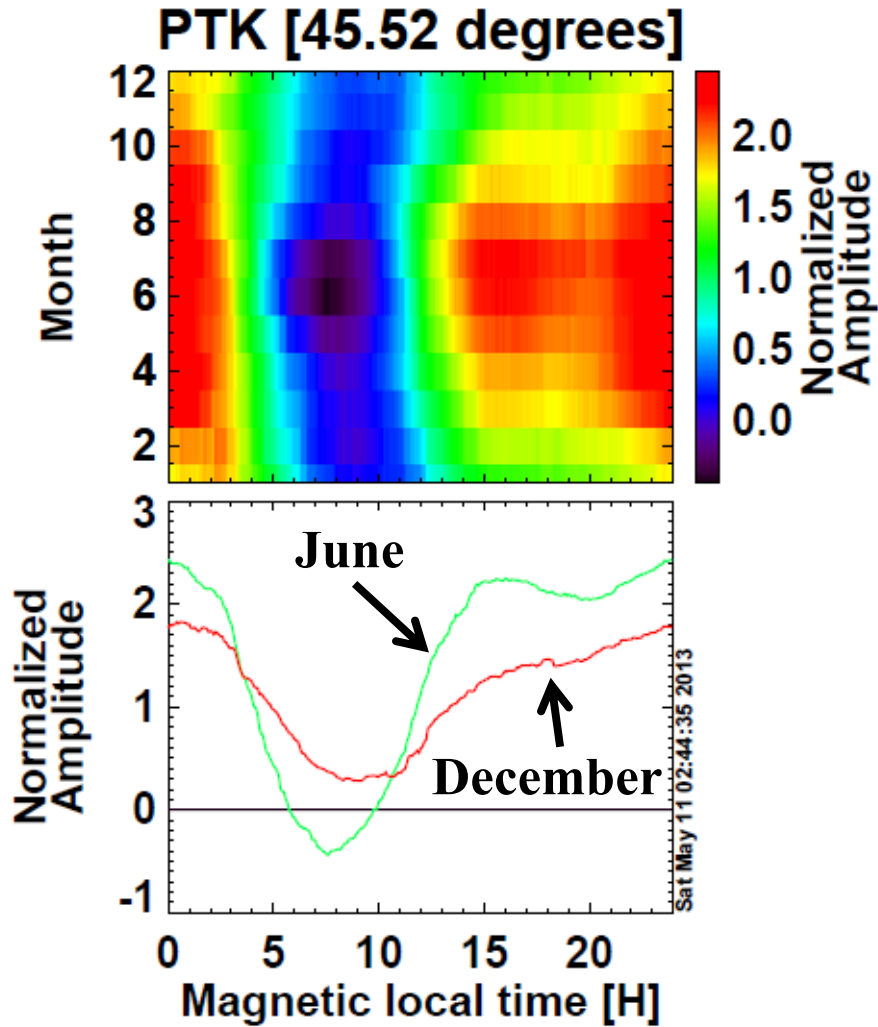 PTK [45.52 degrees]
12
10
8
6
4
2
Month
2.0
1.5
1.0
0.5
0.0
Normalized
Amplitude
3
2
1
0
-1
Normalized
Amplitude
June
December
Sat May 11 02:44:35 2013
0 5 10 15 20
Magnetic local time [H]